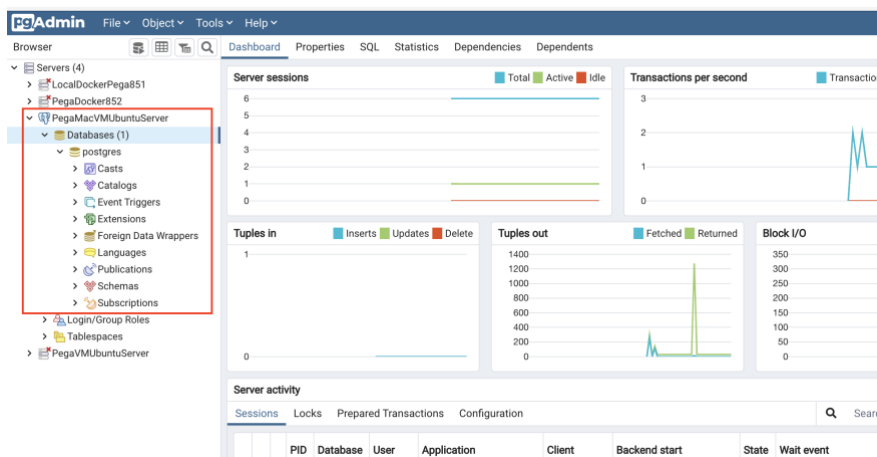 pgAdmin File Object Tools Help
Browser Dashboard Properties SQL Statistics Dependencies Dependents
Servers (4)
LocalDockerPega851
PegaDocker852
PegaMacVMUbuntuServer
Databases (1)
postgres
Casts
Catalogs
Event Triggers
Extensions
Foreign Data Wrappers
Languages
Publications
Schemas
Subscriptions
Login/Group Roles
Tablespaces
PegaVMUbuntuServer
Server sessions Total Active Idle
6
5
4
3
2
1
0
Transactions per second Transactio
3
2
1
0
Tuples in Inserts Updates Delete
1
0
Tuples out Fetched Returned
1400
1200
1000
800
600
400
200
0
Block I/O
350
300
250
200
150
100
50
0
Server activity
Sessions Locks Prepared Transactions Configuration Sear
PID Database User Application Client Backend start State Wait event